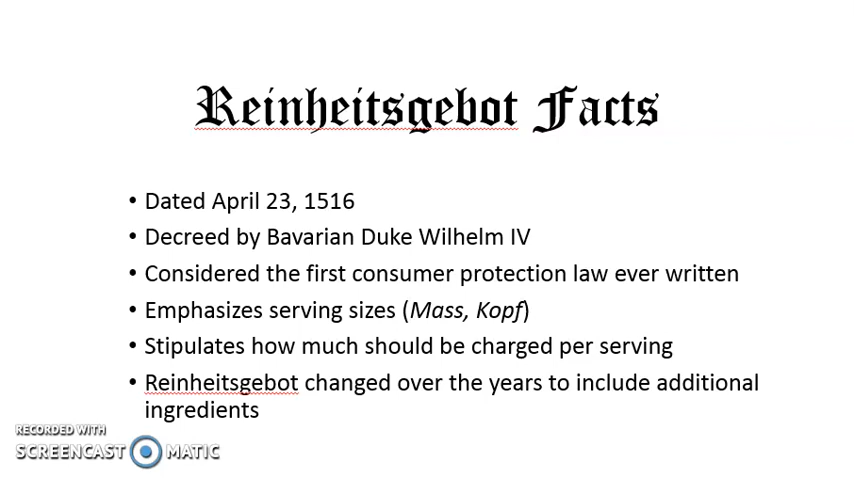 Reinheitsgebot Facts
• Dated April 23, 1516
• Decreed by Bavarian Duke Wilhelm IV
• Considered the first consumer protection law ever written
• Emphasizes serving sizes (Mass, Kopf)
• Stipulates how much should be charged per serving
• Reinheitsgebot changed over the years to include additional
ingredients
RECORDED WITH
SCREENCAST MATIC